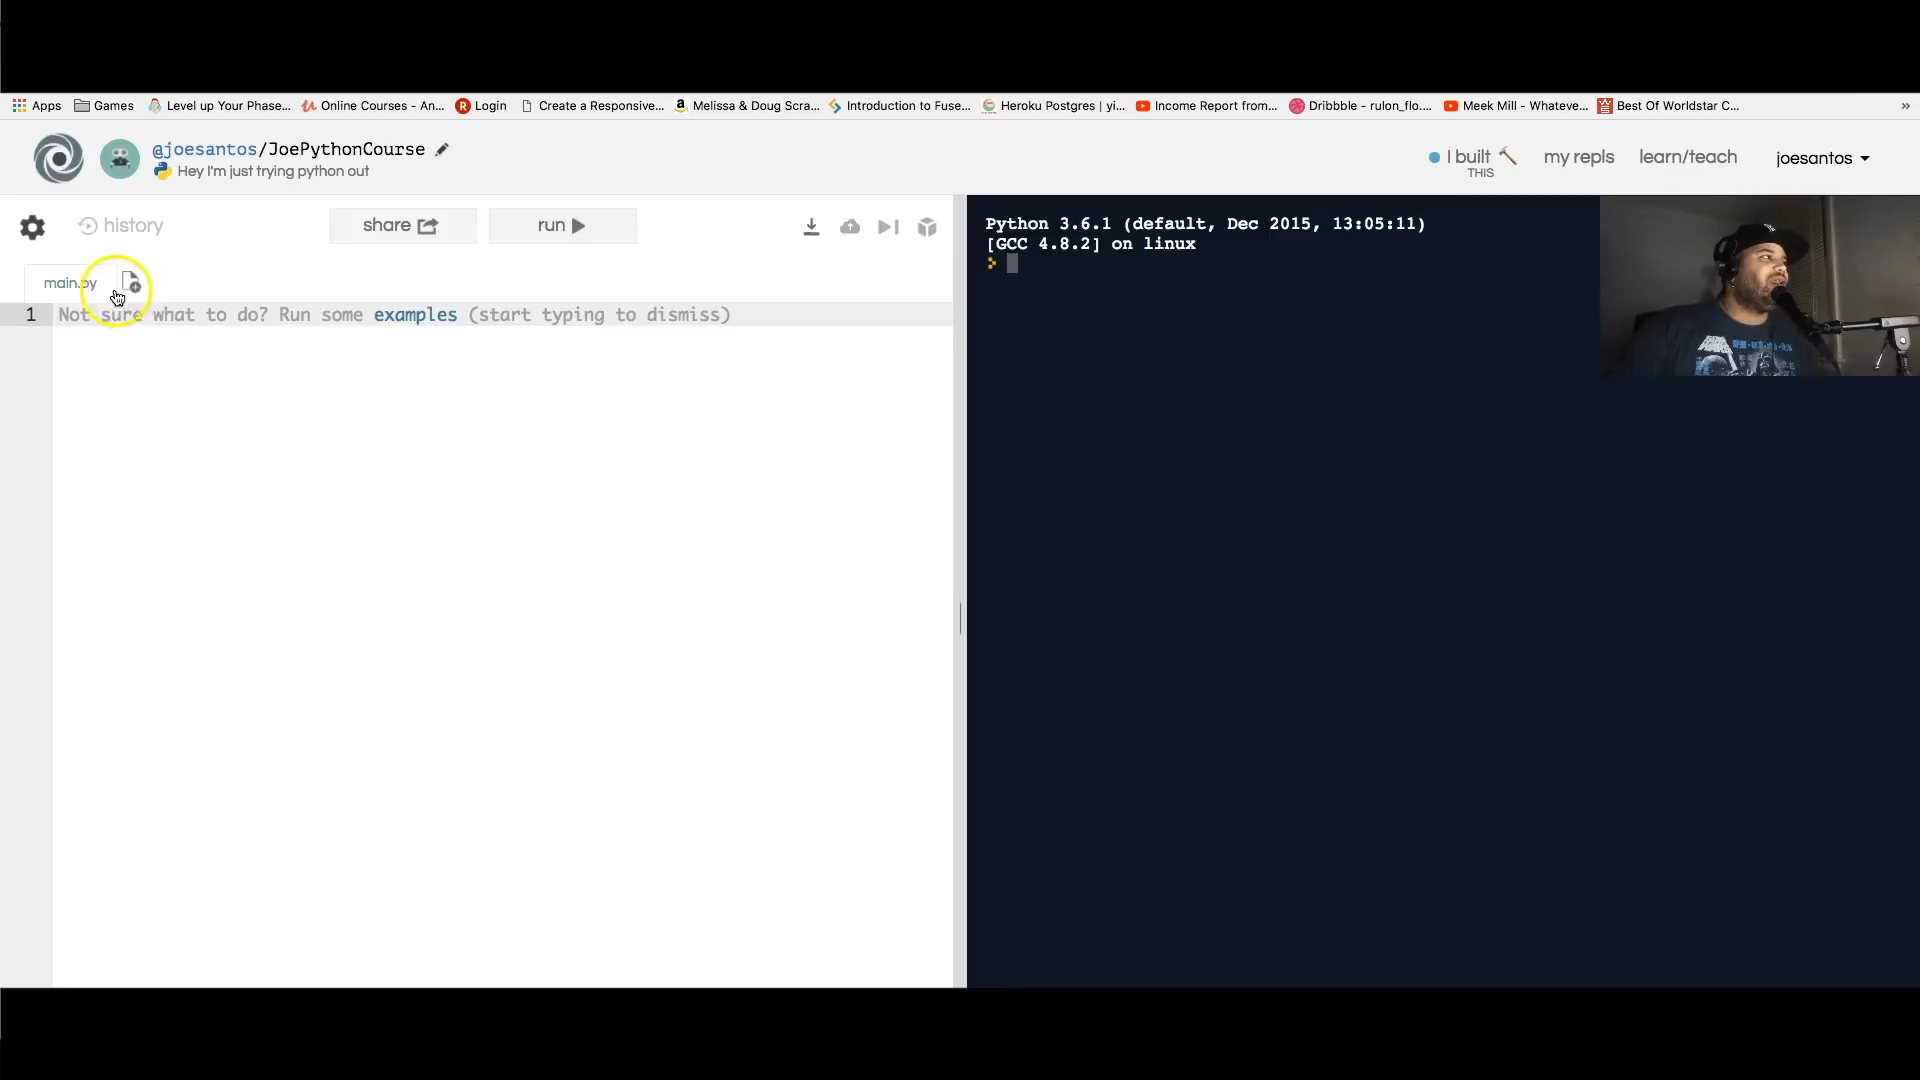 Apps Games Level up Your Phase... Online Courses - An... Login Create a Responsive... Melissa & Doug Scra... Introduction to Fuse... Heroku Postgres | yi... Income Report from... Dribbble - rulon_flo.... Meek Mill - Whateve... Best Of Worldstar C... »
@joesantos/JoePythonCourse
Hey I'm just trying python out
I built
THIS
my repls
learn/teach
joesantos
history
share
run
main.py
1 Not sure what to do? Run some examples (start typing to dismiss)
Python 3.6.1 (default, Dec 2015, 13:05:11)
[GCC 4.8.2] on linux
>